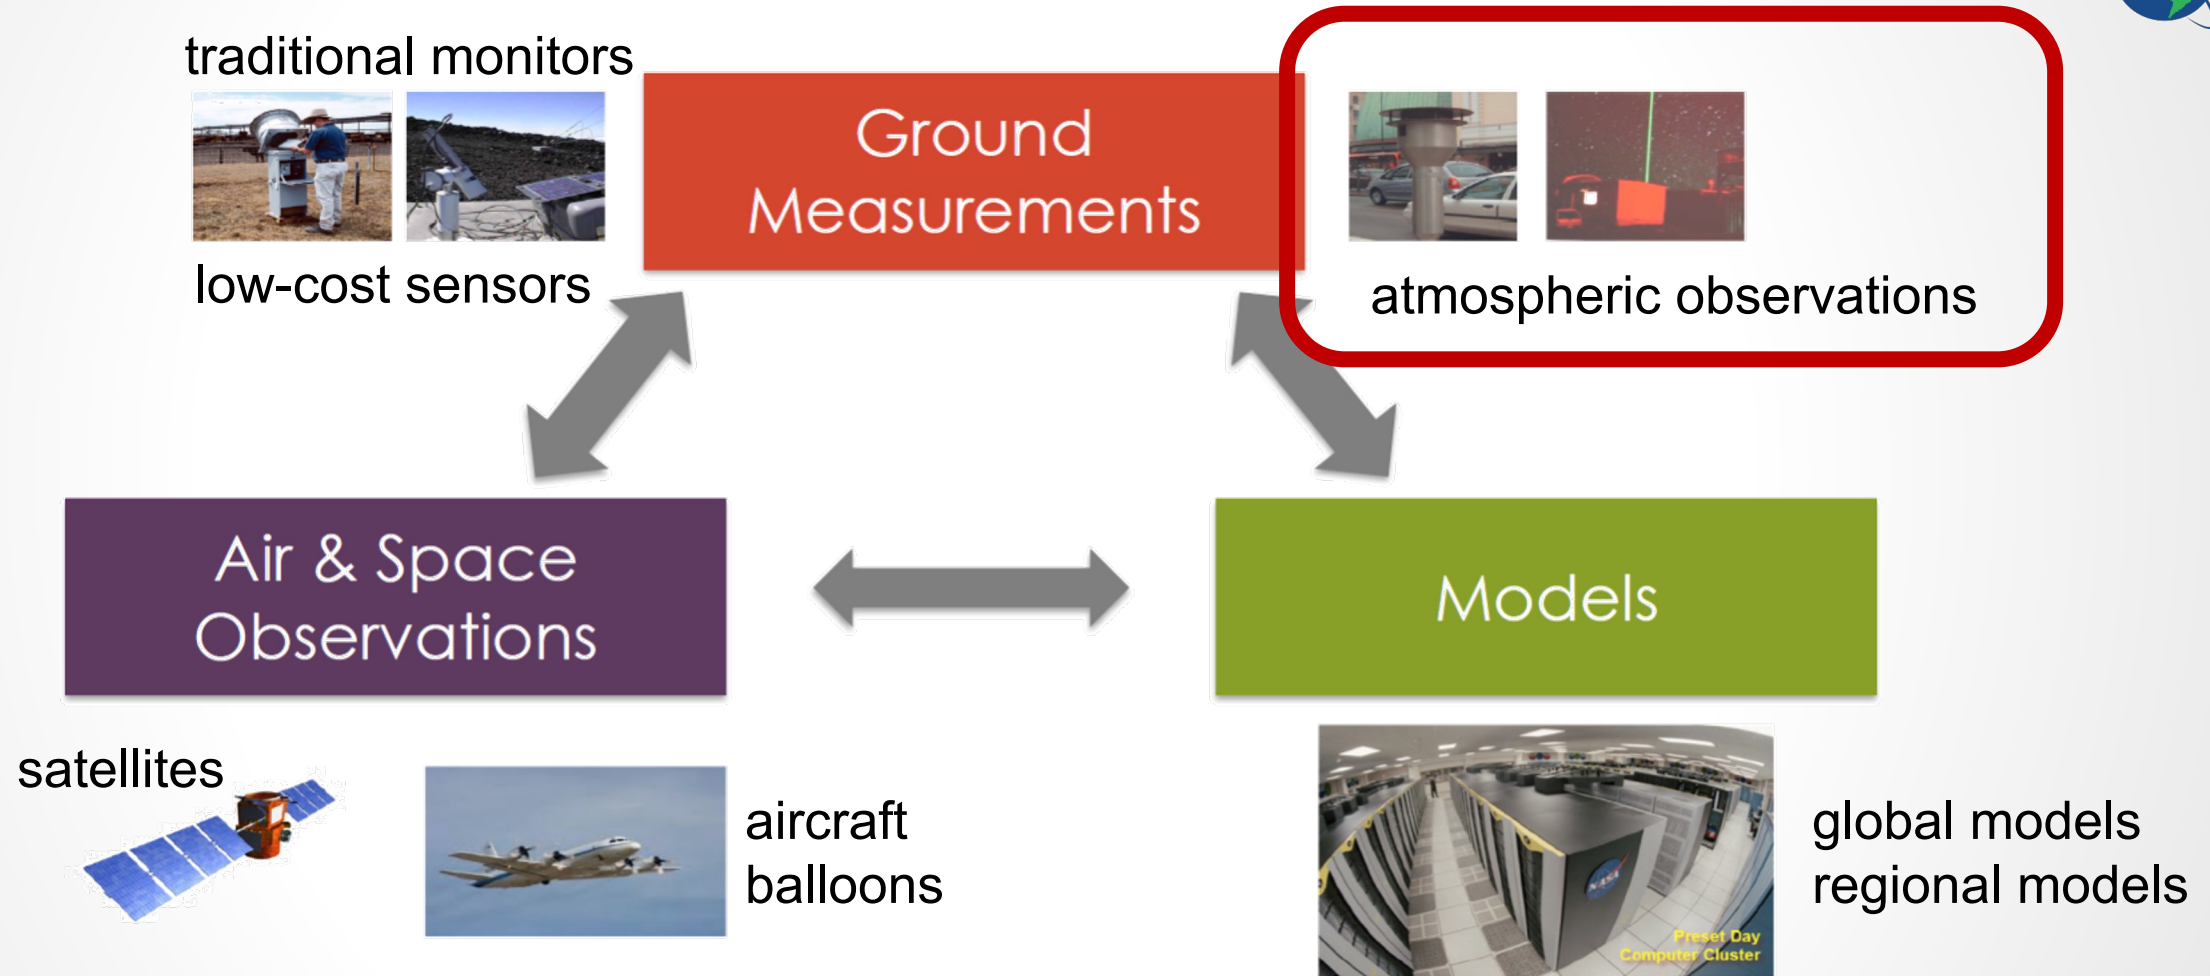 traditional monitors
Ground
Measurements
low-cost sensors
atmospheric observations
Air & Space
Observations
Models
satellites
aircraft
balloons
NASA
Preset Day
Computer Cluster
global models
regional models